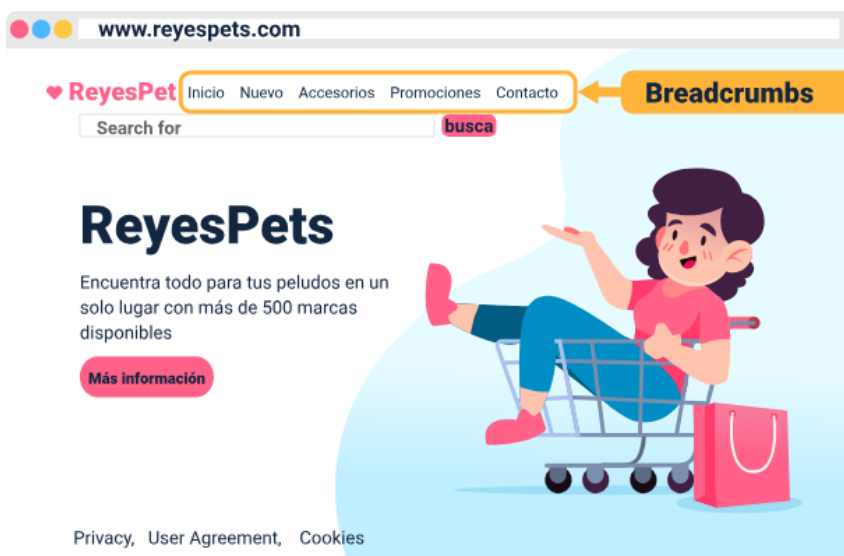 www.reyespets.com
ReyesPet Inicio Nuevo Accesorios Promociones Contacto Breadcrumbs
Search for busca
ReyesPets
Encuentra todo para tus peludos en un
solo lugar con más de 500 marcas
disponibles
Más información
Privacy, User Agreement, Cookies